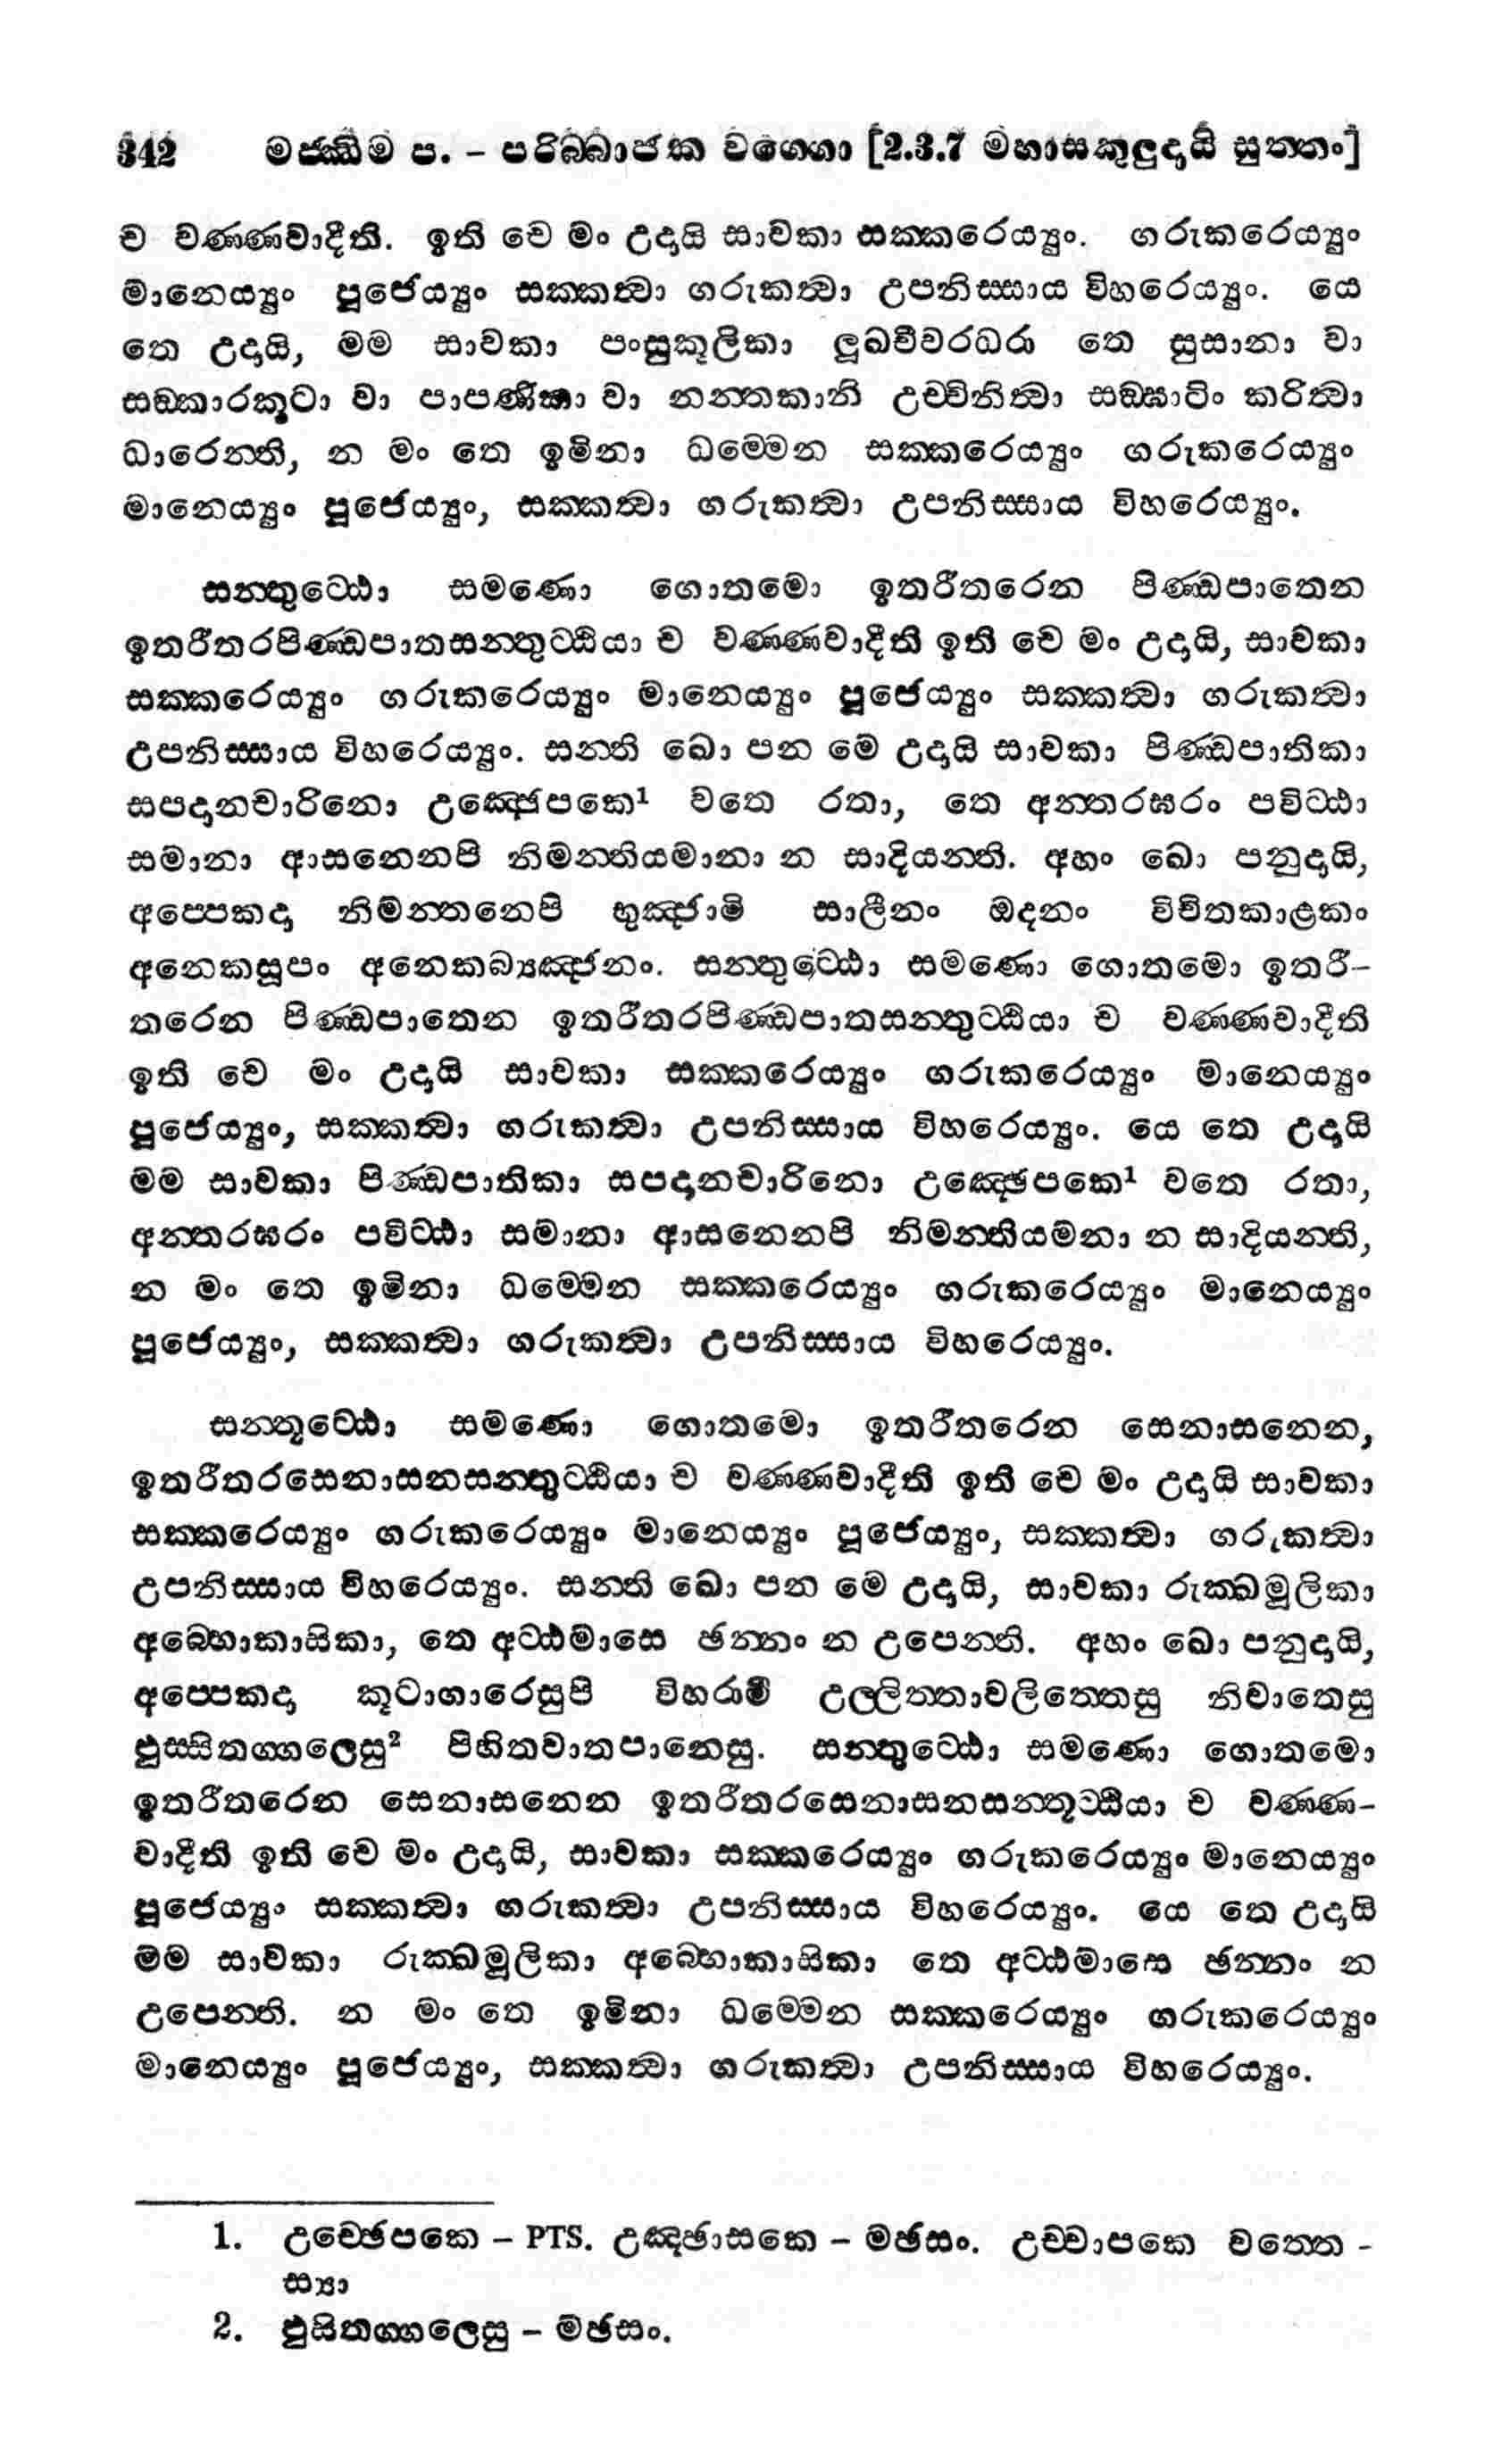 342 මජ්ඣිම ප. – පරිබ්බාජක වග්ගො [2.3.7 මහාසකුලුදායි සුත්තං]
ච වණ්ණවාදීති. ඉති චෙ මං උදායි සාවකා සක්කරෙය්‍යුං. ගරුකරෙය්‍යුං
මානෙය්‍යුං පූජෙය්‍යුං සක්කත්‍වා ගරුකත්‍වා උපනිස්සාය විහරෙය්‍යුං. යෙ
තෙ උදායි, මම සාවකා පංසුකූලිකා ලූඛචීවරධරා තෙ සුසානා වා
සඞ්කාරකූටා වා පාපණිකා වා නන්තකානි උච්චිනිත්‍වා සඞ්ඝාටිං කරිත්‍වා
ධාරෙන්ති, න මං තෙ ඉමිනා ධම්මෙන සක්කරෙය්‍යුං ගරුකරෙය්‍යුං
මානෙය්‍යුං පූජෙය්‍යුං, සක්කත්‍වා ගරුකත්‍වා උපනිස්සාය විහරෙය්‍යුං.
සන්තුට්ඨො සමණො ගොතමො ඉතරීතරෙන පිණ්ඩපාතෙන
ඉතරීතරපිණ්ඩපාතසන්තුට්ඨියා ච වණ්ණවාදීති ඉති චෙ මං උදායි, සාවකා
සක්කරෙය්‍යුං ගරුකරෙය්‍යුං මානෙය්‍යුං පූජෙය්‍යුං සක්කත්‍වා ගරුකත්‍වා
උපනිස්සාය විහරෙය්‍යුං. සන්ති ඛො පන මෙ උදායි සාවකා පිණ්ඩපාතිකා
සපදානචාරිනො උඤ්ඡෙපකෙ¹ වතෙ රතා, තෙ අන්තරඝරං පවිට්ඨා
සමානා ආසනෙනපි නිමන්තියමානා න සාදියන්ති. අහං ඛො පනුදායි,
අප්පෙකදා නිමන්තනෙපි භුඤ්ජාමි සාලීනං ඔදනං විචිතකාළකං
අනෙකසූපං අනෙකබ්‍යඤ්ජනං. සන්තුට්ඨො සමණො ගොතමො ඉතරී–
තරෙන පිණ්ඩපාතෙන ඉතරීතරපිණ්ඩපාතසන්තුට්ඨියා ච වණ්ණවාදීති
ඉති චෙ මං උදායි සාවකා සක්කරෙය්‍යුං ගරුකරෙය්‍යුං මානෙය්‍යුං
පූජෙය්‍යුං, සක්කත්‍වා ගරුකත්‍වා උපනිස්සාය විහරෙය්‍යුං. යෙ තෙ උදායි
මම සාවකා පිණ්ඩපාතිකා සපදානචාරිනො උඤ්ඡෙපකෙ¹ වතෙ රතා,
අන්තරඝරං පවිට්ඨා සමානා ආසනෙනපි නිමන්තියමනා න සාදියන්ති,
න මං තෙ ඉමිනා ධම්මෙන සක්කරෙය්‍යුං ගරුකරෙය්‍යුං මානෙය්‍යුං
පූජෙය්‍යුං, සක්කත්‍වා ගරුකත්‍වා උපනිස්සාය විහරෙය්‍යුං.
සන්තූට්ඨො සමණො ගොතමො ඉතරීතරෙන සෙනාසනෙන,
ඉතරීතරසෙනාසනසන්තුට්ඨියා ච වණ්ණවාදීති ඉති චෙ මං උදායි සාවකා
සක්කරෙය්‍යුං ගරුකරෙය්‍යුං මානෙය්‍යුං පූජෙය්‍යුං, සක්කත්‍වා ගරුකත්‍වා
උපනිස්සාය විහරෙය්‍යුං. සන්ති ඛො පන මෙ උදායි, සාවකා රුක්ඛමූලිකා
අබ්භොකාසිකා, තෙ අට්ඨමාසෙ ඡන්නං න උපෙන්ති. අහං ඛො පනුදායි,
අප්පෙකදා කූටාගාරෙසුපි විහරාමි උල්ලිත්තාවලිත්තෙසු නිවාතෙසු
ඵුස්සිතග්ගලෙසු² පිහිතවාතපානෙසු. සන්තුට්ඨො සමණො ගොතමො
ඉතරීතරෙන සෙනාසනෙන ඉතරීතරසෙනාසනසන්තූට්ඨියා ච වණ්ණ–
වාදීති ඉති චෙ මං උදායි, සාවකා සක්කරෙය්‍යුං ගරුකරෙය්‍යුං මානෙය්‍යුං
පූජෙය්‍යුං සක්කත්‍වා ගරුකත්‍වා උපනිස්සාය විහරෙය්‍යුං. යෙ තෙ උදායි
මම සාවකා රුක්ඛමූලිකා අබ්භොකාසිකා තෙ අට්ඨමාසෙ ඡන්නං න
උපෙන්ති. න මං තෙ ඉමිනා ධම්මෙන සක්කරෙය්‍යුං ගරුකරෙය්‍යුං
මානෙය්‍යුං පූජෙය්‍යුං, සක්කත්‍වා ගරුකත්‍වා උපනිස්සාය විහරෙය්‍යුං.
1. උච්ඡෙපකෙ – PTS. උඤ්ඡාසකෙ – මඡසං. උච්චාපකෙ වත්තෙ -
ස්‍යා
2. ඵුසිතග්ගලෙසු – මඡසං.